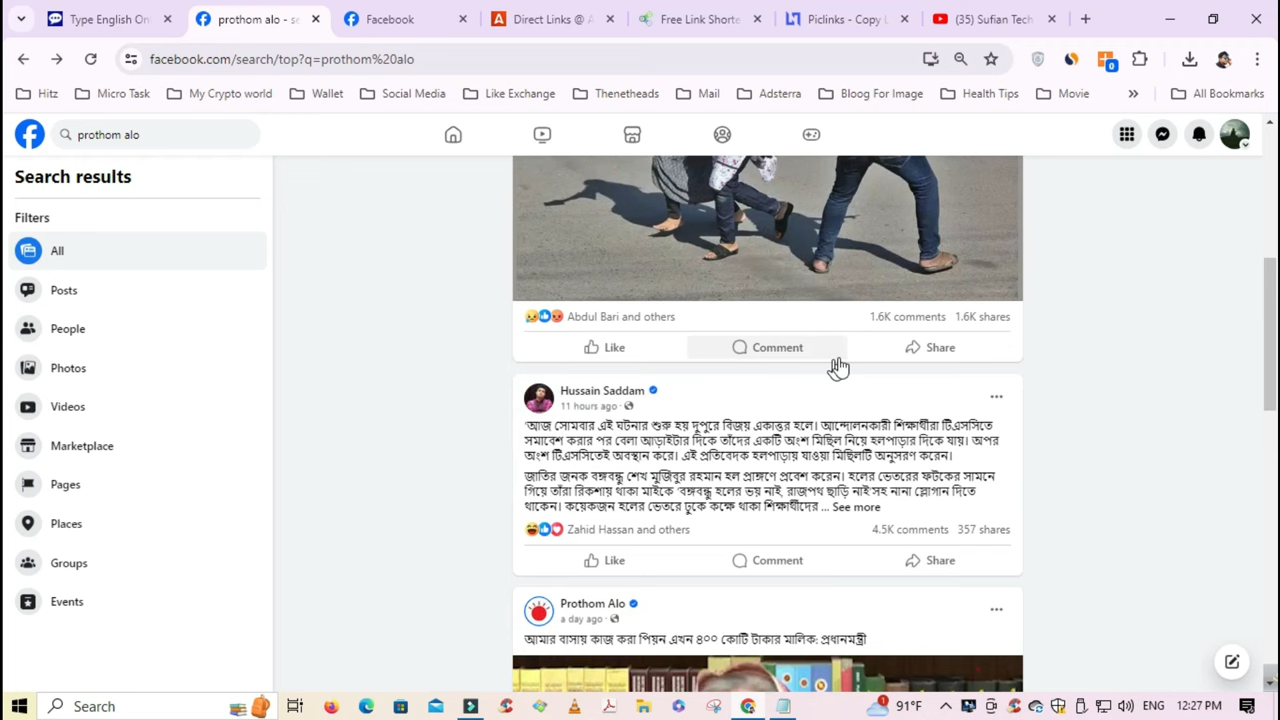 Type English On
prothom alo - se
Facebook
Direct Links @ A
Free Link Shorte
Piclinks - Copy L
(35) Sufian Tech
facebook.com/search/top?q=prothom%20alo
0
Hitz
Micro Task
My Crypto world
Wallet
Social Media
Like Exchange
Thenetheads
Mail
Adsterra
Bloog For Image
Health Tips
Movie
All Bookmarks
prothom alo
Search results
Filters
All
Posts
People
Photos
Videos
Marketplace
Pages
Places
Groups
Events
Abdul Bari and others 1.6K comments 1.6K shares
Like Comment Share
Hussain Saddam
11 hours ago
'আজ সোমবার এই ঘটনার শুরু হয় দুপুরে বিজয় একাত্তর হলে। আন্দোলনকারী শিক্ষার্থীরা টিএসসিতে
সমাবেশ করার পর বেলা আড়াইটার দিকে তাঁদের একটি অংশ মিছিল নিয়ে হলপাড়ার দিকে যায়। অপর
অংশ টিএসসিতেই অবস্থান করে। এই প্রতিবেদক হলপাড়ায় যাওয়া মিছিলটি অনুসরণ করেন।
জাতির জনক বঙ্গবন্ধু শেখ মুজিবুর রহমান হল প্রাঙ্গণে প্রবেশ করেন। হলের ভেতরের ফটকের সামনে
গিয়ে তাঁরা রিকশায় থাকা মাইকে 'বঙ্গবন্ধু হলের ভয় নাই, রাজপথ ছাড়ি নাই'সহ নানা স্লোগান দিতে
থাকেন। কয়েকজন হলের ভেতরে ঢুকে কক্ষে থাকা শিক্ষার্থীদের ... See more
Zahid Hassan and others 4.5K comments 357 shares
Like Comment Share
Prothom Alo
a day ago
আমার বাসায় কাজ করা পিয়ন এখন ৪০০ কোটি টাকার মালিক: প্রধানমন্ত্রী
Search
91°F
12:27 PM